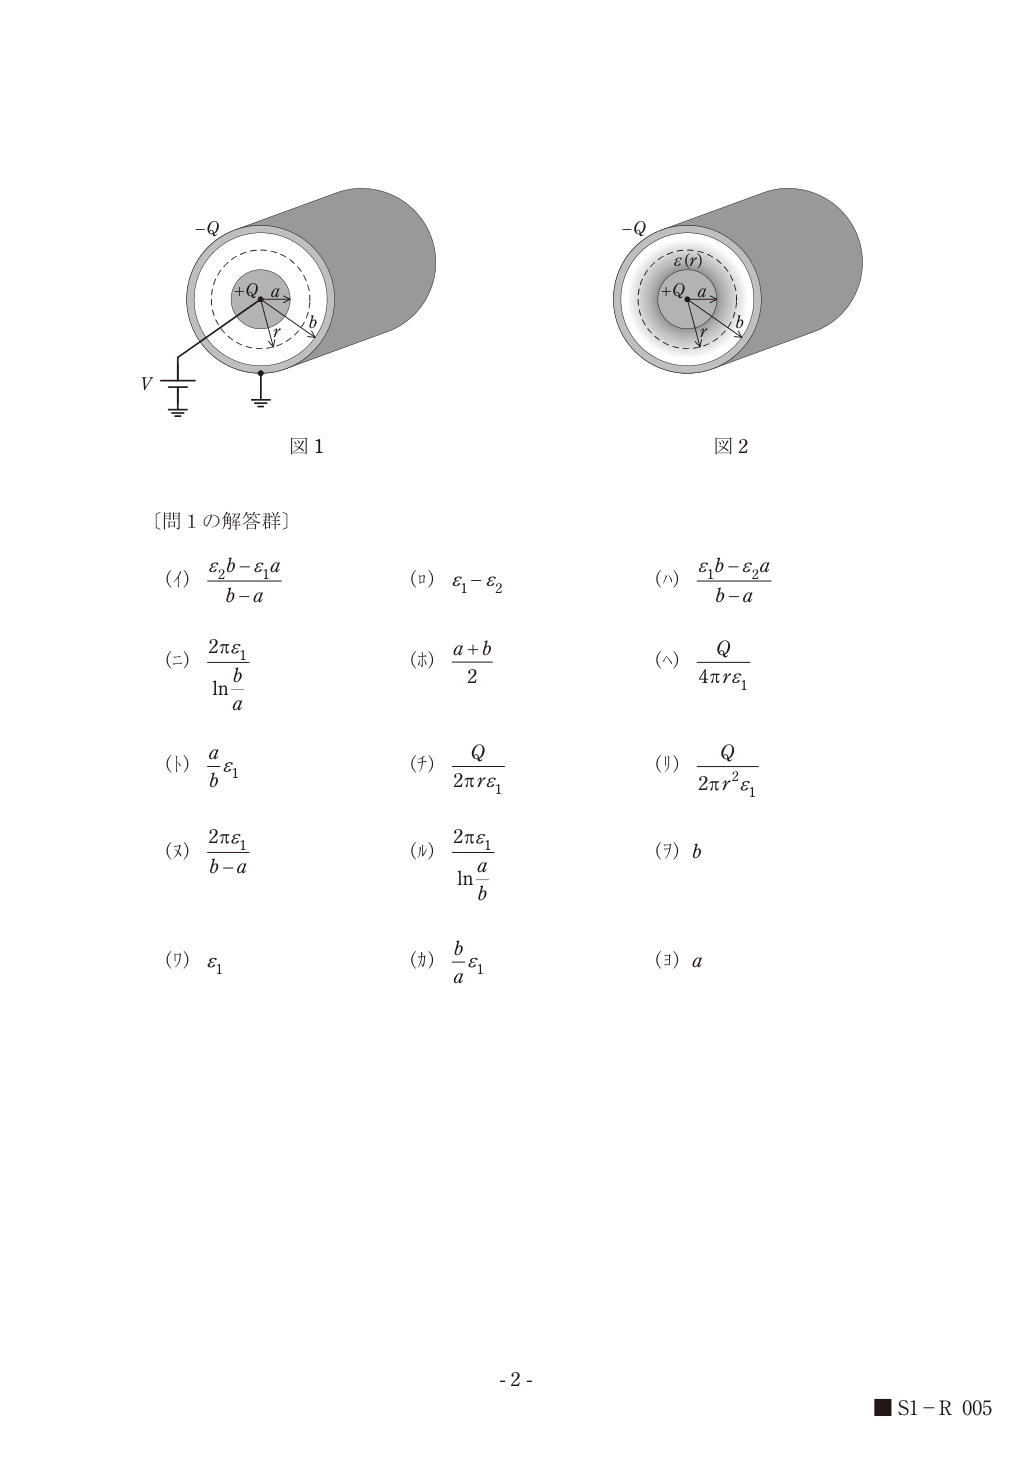 −Q
+Q a
b
r
V
図 1
−Q
ε(r)
+Q a
b
r
図 2
〔問 1 の解答群〕
(イ) (ε₂b − ε₁a)/(b − a) (ロ) ε₁ − ε₂ (ハ) (ε₁b − ε₂a)/(b − a)
(ニ) 2πε₁/(ln b/a) (ホ) (a + b)/2 (ヘ) Q/(4πrε₁)
(ト) (a/b)ε₁ (チ) Q/(2πrε₁) (リ) Q/(2πr²ε₁)
(ヌ) 2πε₁/(b − a) (ル) 2πε₁/(ln a/b) (ヲ) b
(ワ) ε₁ (カ) (b/a)ε₁ (ヨ) a
- 2 -
■ S1−R 005